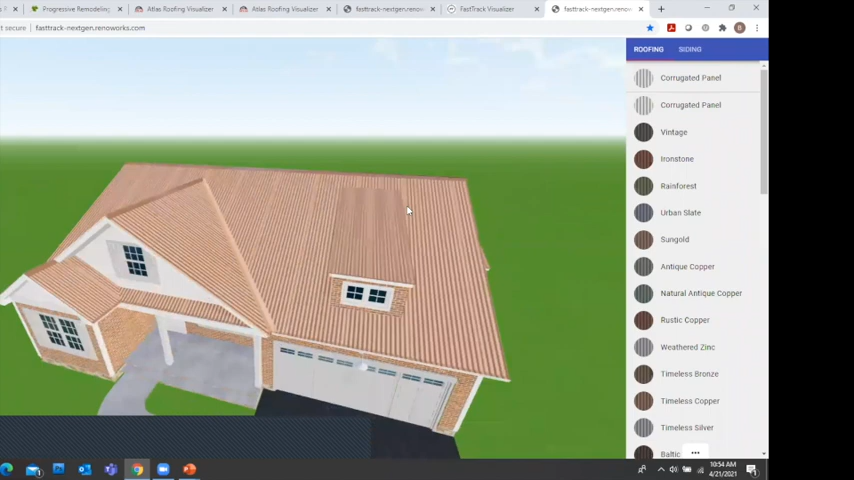 Progressive Remodeling
Atlas Roofing Visualizer
Atlas Roofing Visualizer
fasttrack-nextgen.renoworks
FastTrack Visualizer
fasttrack-nextgen.renoworks
t secure
fasttrack-nextgen.renoworks.com
B
ROOFING
SIDING
Corrugated Panel
Corrugated Panel
Vintage
Ironstone
Rainforest
Urban Slate
Sungold
Antique Copper
Natural Antique Copper
Rustic Copper
Weathered Zinc
Timeless Bronze
Timeless Copper
Timeless Silver
Baltic
10:54 AM
4/21/2021